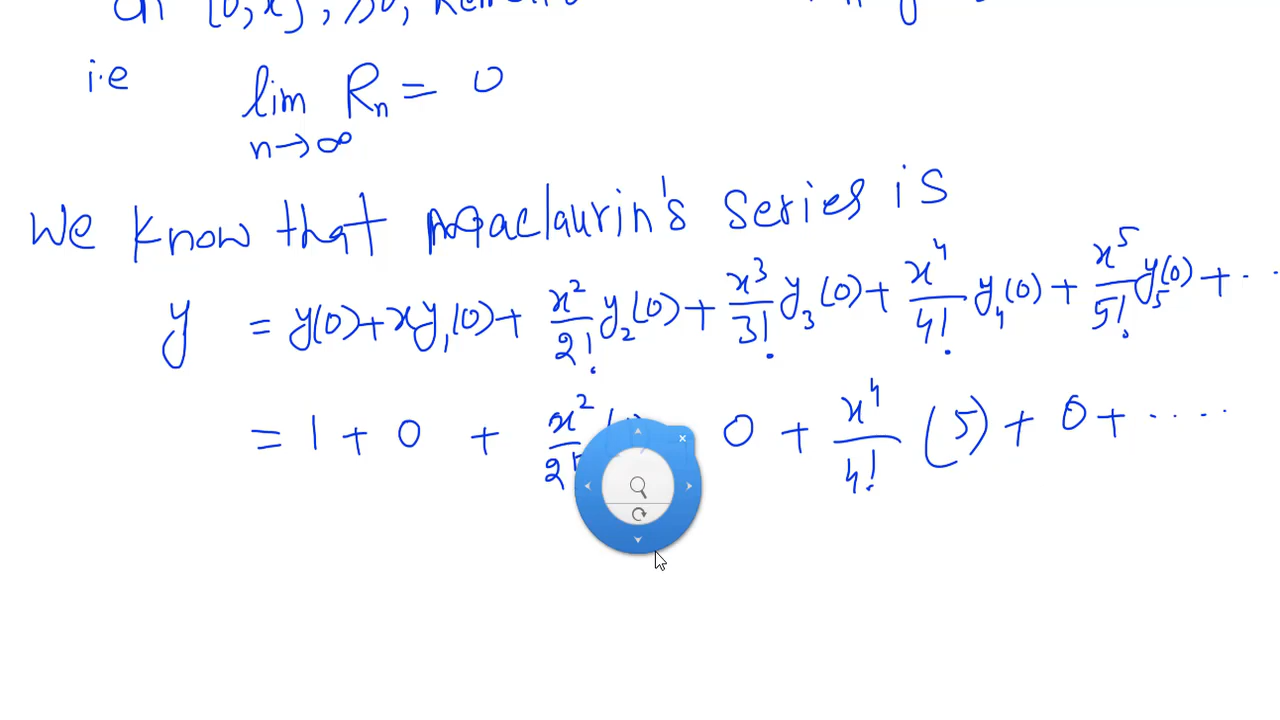 [0, x],
i.e lim Rn = 0
n→∞
We know that Maclaurin's series is
y = y(0) + xy₁(0) + x²/2! y₂(0) + x³/3! y₃(0) + x⁴/4! y₄(0) + x⁵/5! y₅(0) + ...
= 1 + 0 + x²/2! 0 + x⁴/4! (5) + 0 + ....